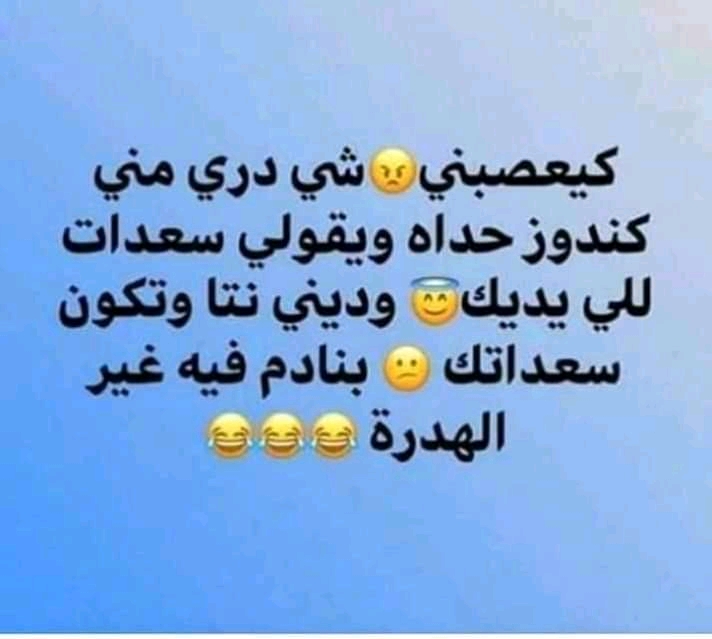 كيعصبني😠شي دري مني
كندوز حداه ويقولي سعدات
للي يديك😇 وديني نتا وتكون
سعداتك 😕 بنادم فيه غير
الهدرة 😂😂😂